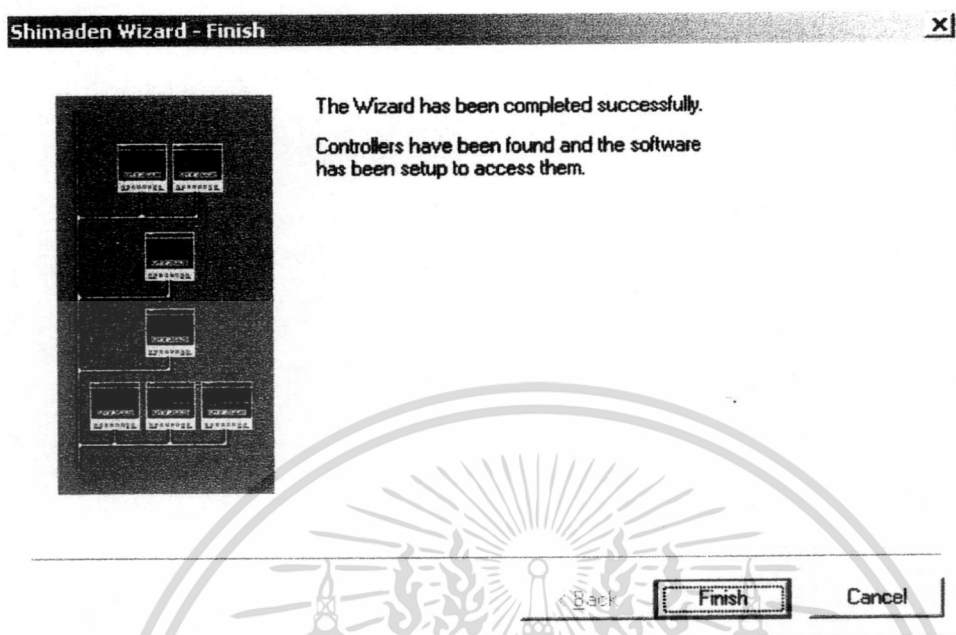 Shimaden Wizard - Finish
The Wizard has been completed successfully.
Controllers have been found and the software
has been setup to access them.
< Back
Finish
Cancel